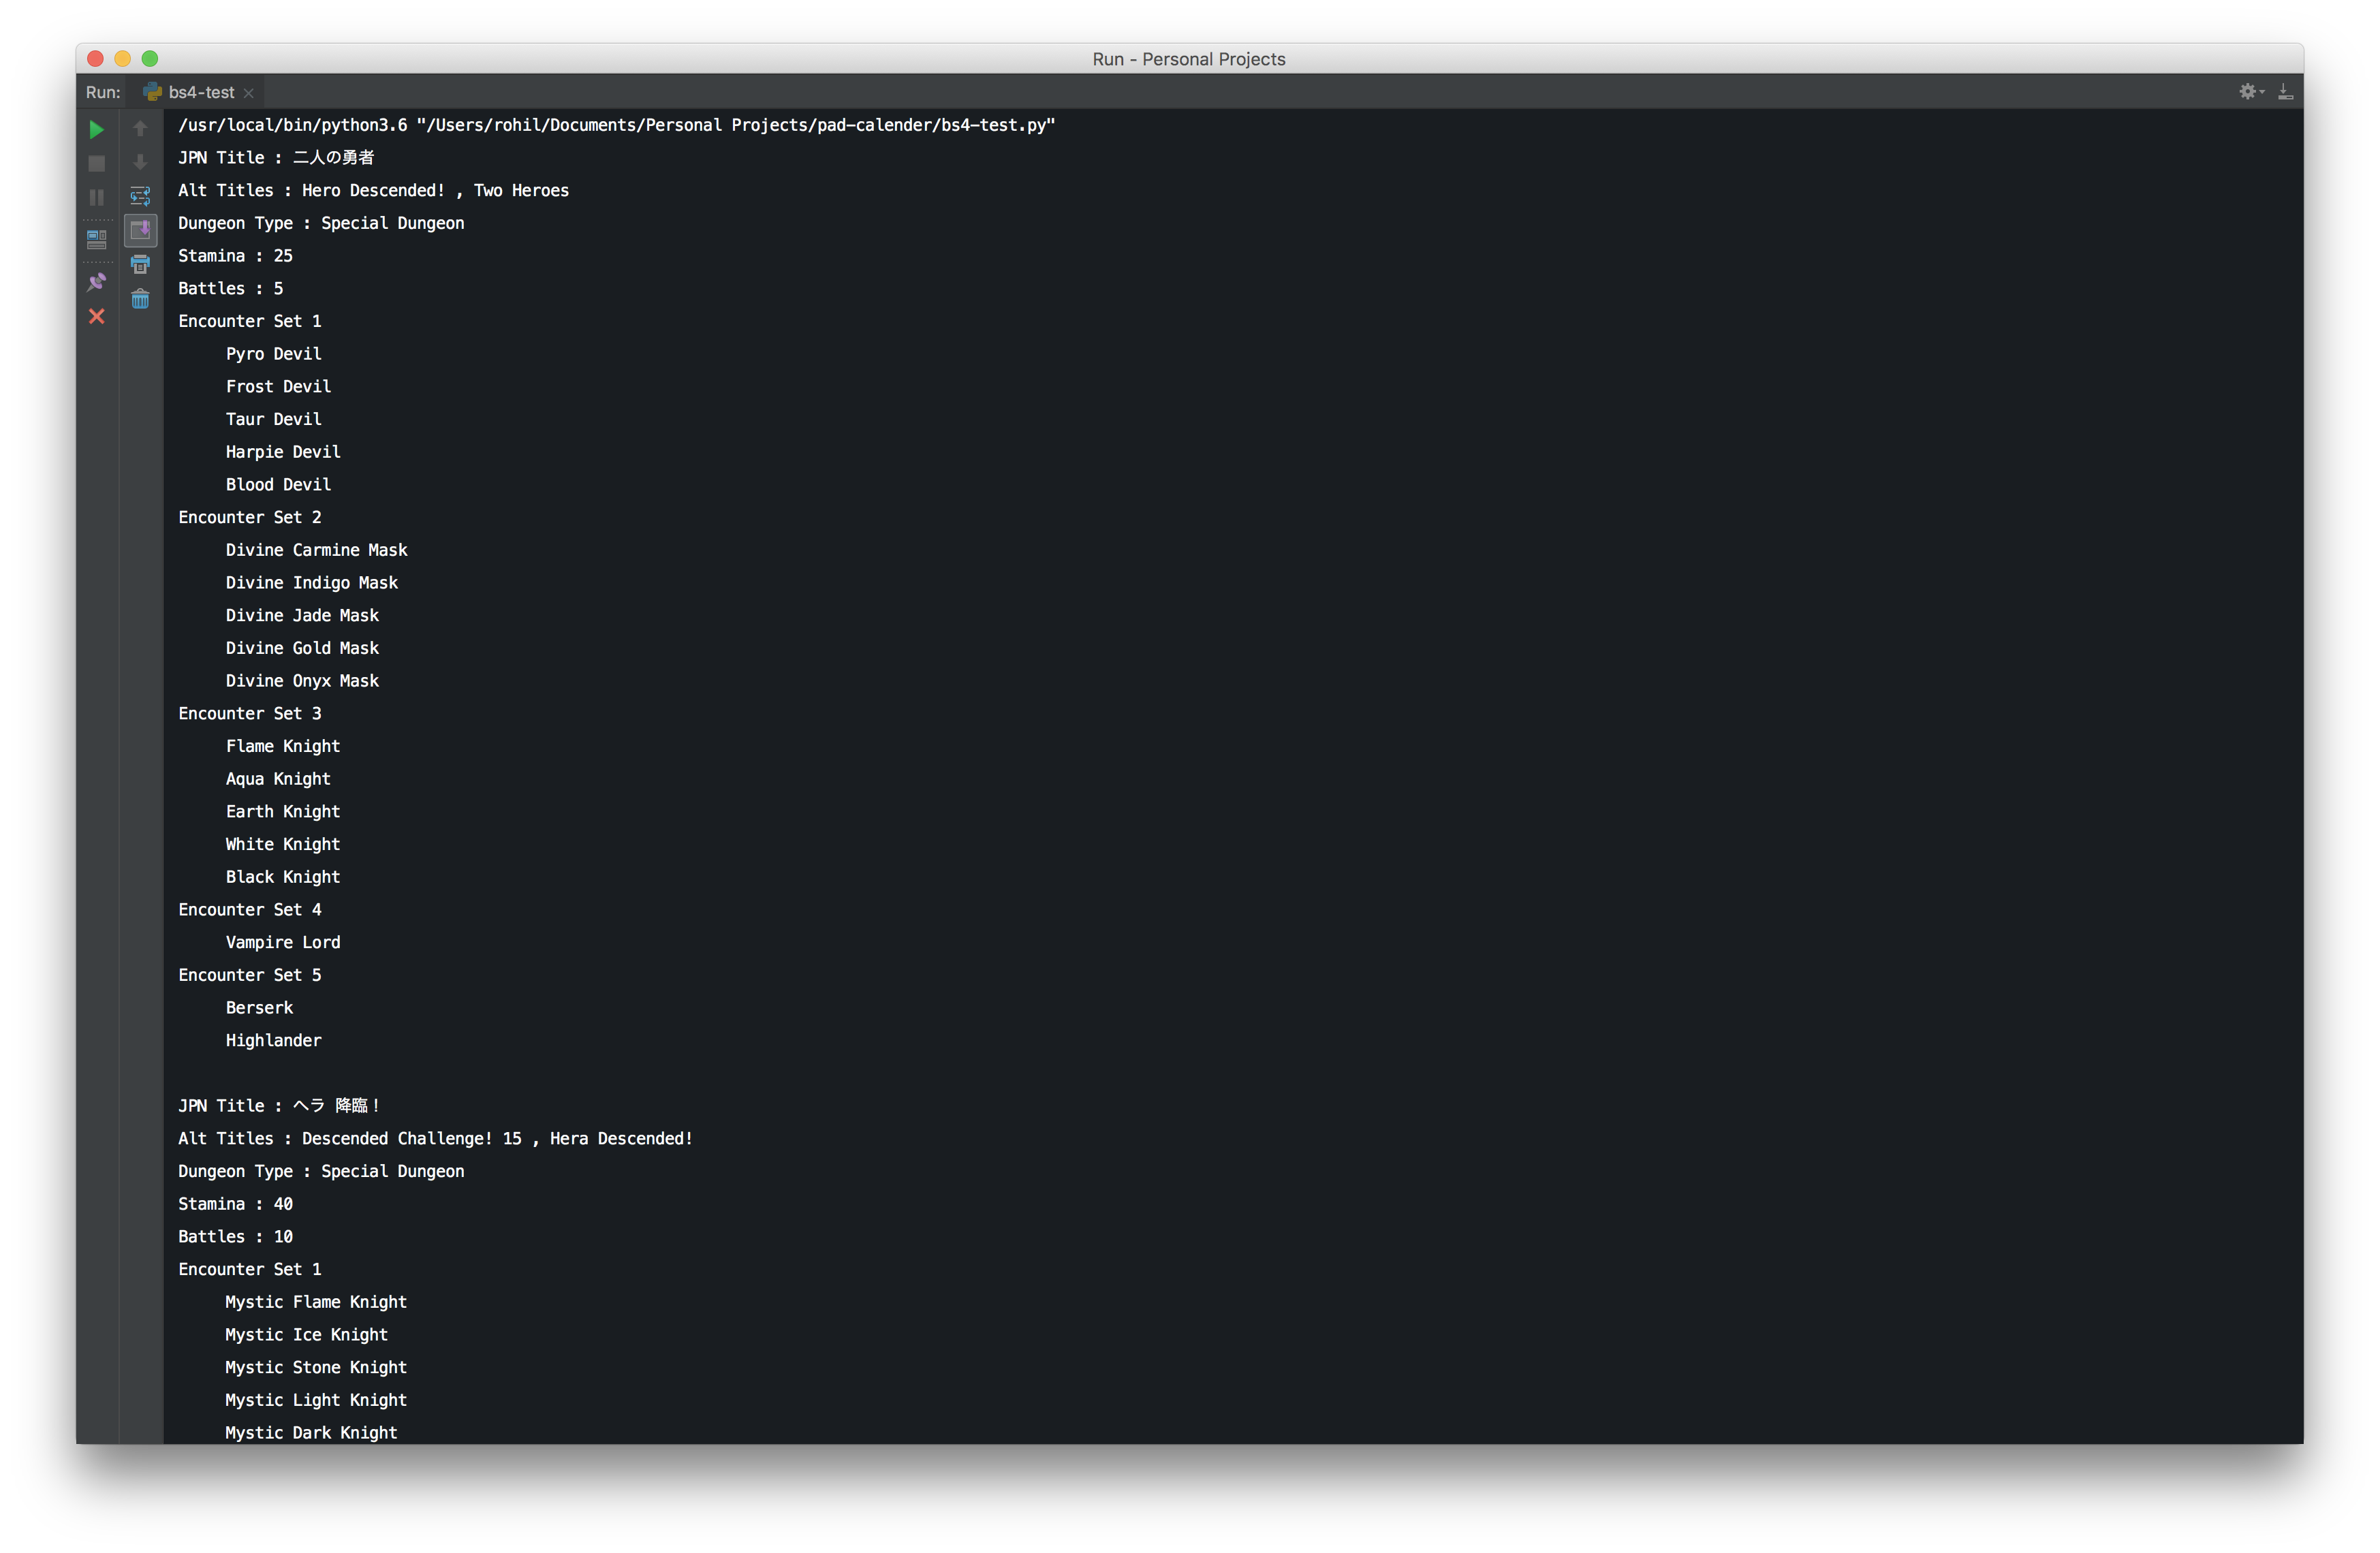 Run - Personal Projects
Run: bs4-test
/usr/local/bin/python3.6 "/Users/rohil/Documents/Personal Projects/pad-calender/bs4-test.py"
JPN Title : 二人の勇者
Alt Titles : Hero Descended! , Two Heroes
Dungeon Type : Special Dungeon
Stamina : 25
Battles : 5
Encounter Set 1
Pyro Devil
Frost Devil
Taur Devil
Harpie Devil
Blood Devil
Encounter Set 2
Divine Carmine Mask
Divine Indigo Mask
Divine Jade Mask
Divine Gold Mask
Divine Onyx Mask
Encounter Set 3
Flame Knight
Aqua Knight
Earth Knight
White Knight
Black Knight
Encounter Set 4
Vampire Lord
Encounter Set 5
Berserk
Highlander
JPN Title : ヘラ 降臨！
Alt Titles : Descended Challenge! 15 , Hera Descended!
Dungeon Type : Special Dungeon
Stamina : 40
Battles : 10
Encounter Set 1
Mystic Flame Knight
Mystic Ice Knight
Mystic Stone Knight
Mystic Light Knight
Mystic Dark Knight